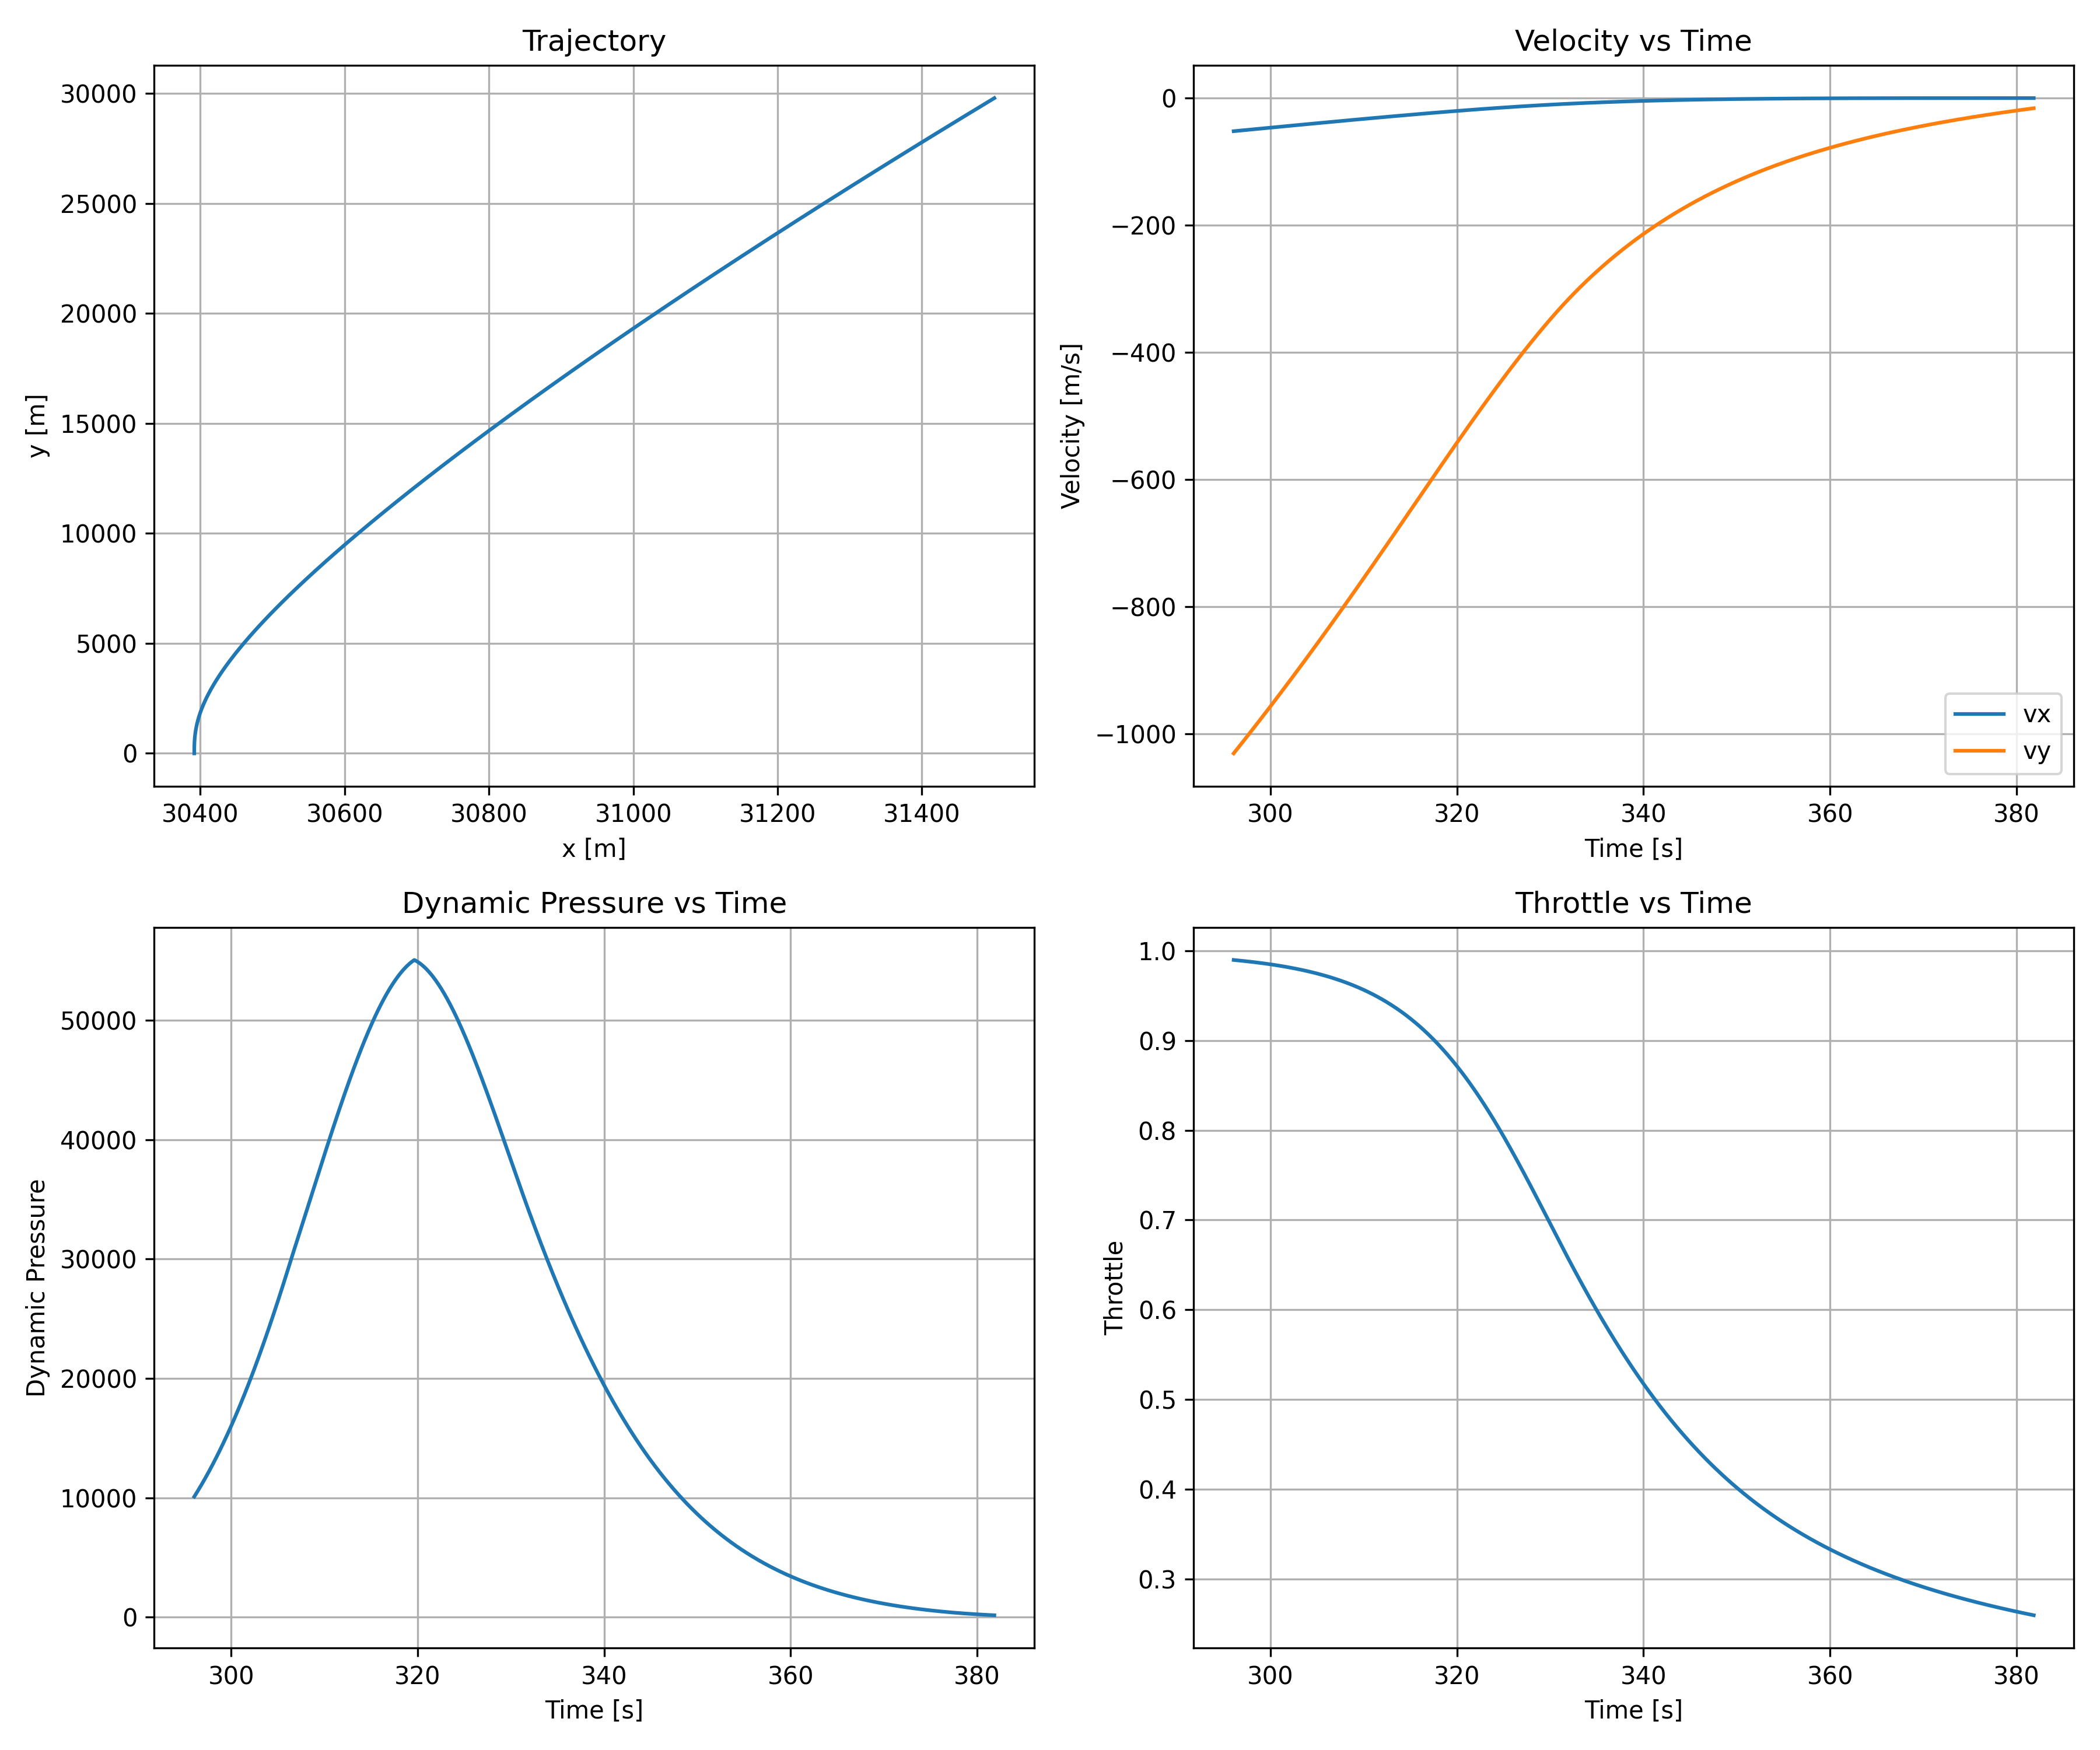 Trajectory
y [m]
30000
25000
20000
15000
10000
5000
0
30400 30600 30800 31000 31200 31400
x [m]
Velocity vs Time
Velocity [m/s]
0
−200
−400
−600
−800
−1000
vx
vy
300 320 340 360 380
Time [s]
Dynamic Pressure vs Time
Dynamic Pressure
50000
40000
30000
20000
10000
0
300 320 340 360 380
Time [s]
Throttle vs Time
Throttle
1.0
0.9
0.8
0.7
0.6
0.5
0.4
0.3
300 320 340 360 380
Time [s]